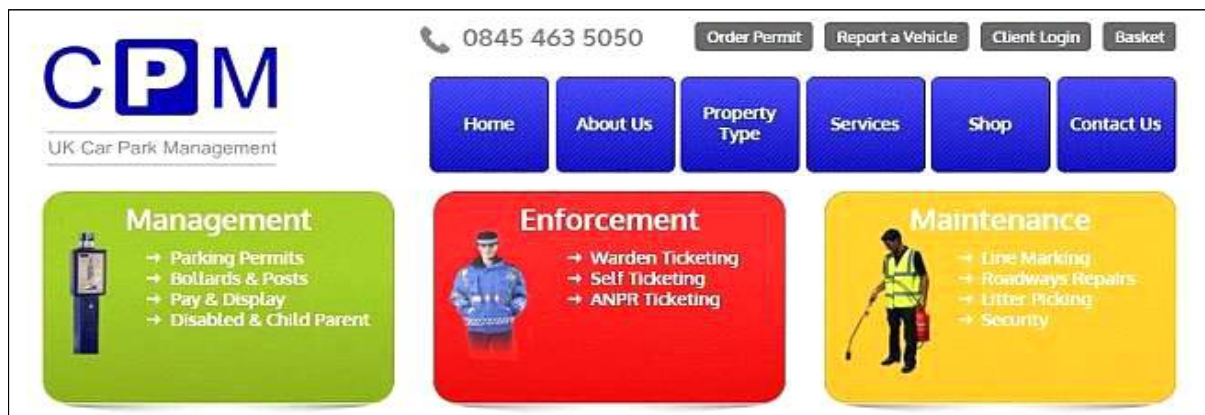 CPM
UK Car Park Management
0845 463 5050
Order Permit
Report a Vehicle
Client Login
Basket
Home
About Us
Property
Type
Services
Shop
Contact Us
Management
→ Parking Permits
→ Bollards & Posts
→ Pay & Display
→ Disabled & Child Parent
Enforcement
→ Warden Ticketing
→ Self Ticketing
→ ANPR Ticketing
Maintenance
→ Line Marking
→ Roadways Repairs
→ Litter Picking
→ Security